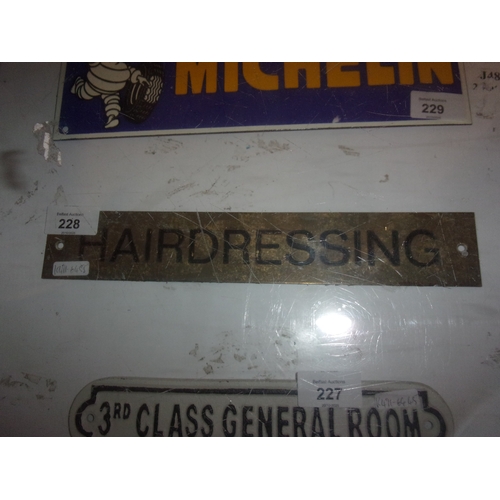 MICHELIN
229
228
HAIRDRESSING
227
3RD CLASS GENERAL ROOM